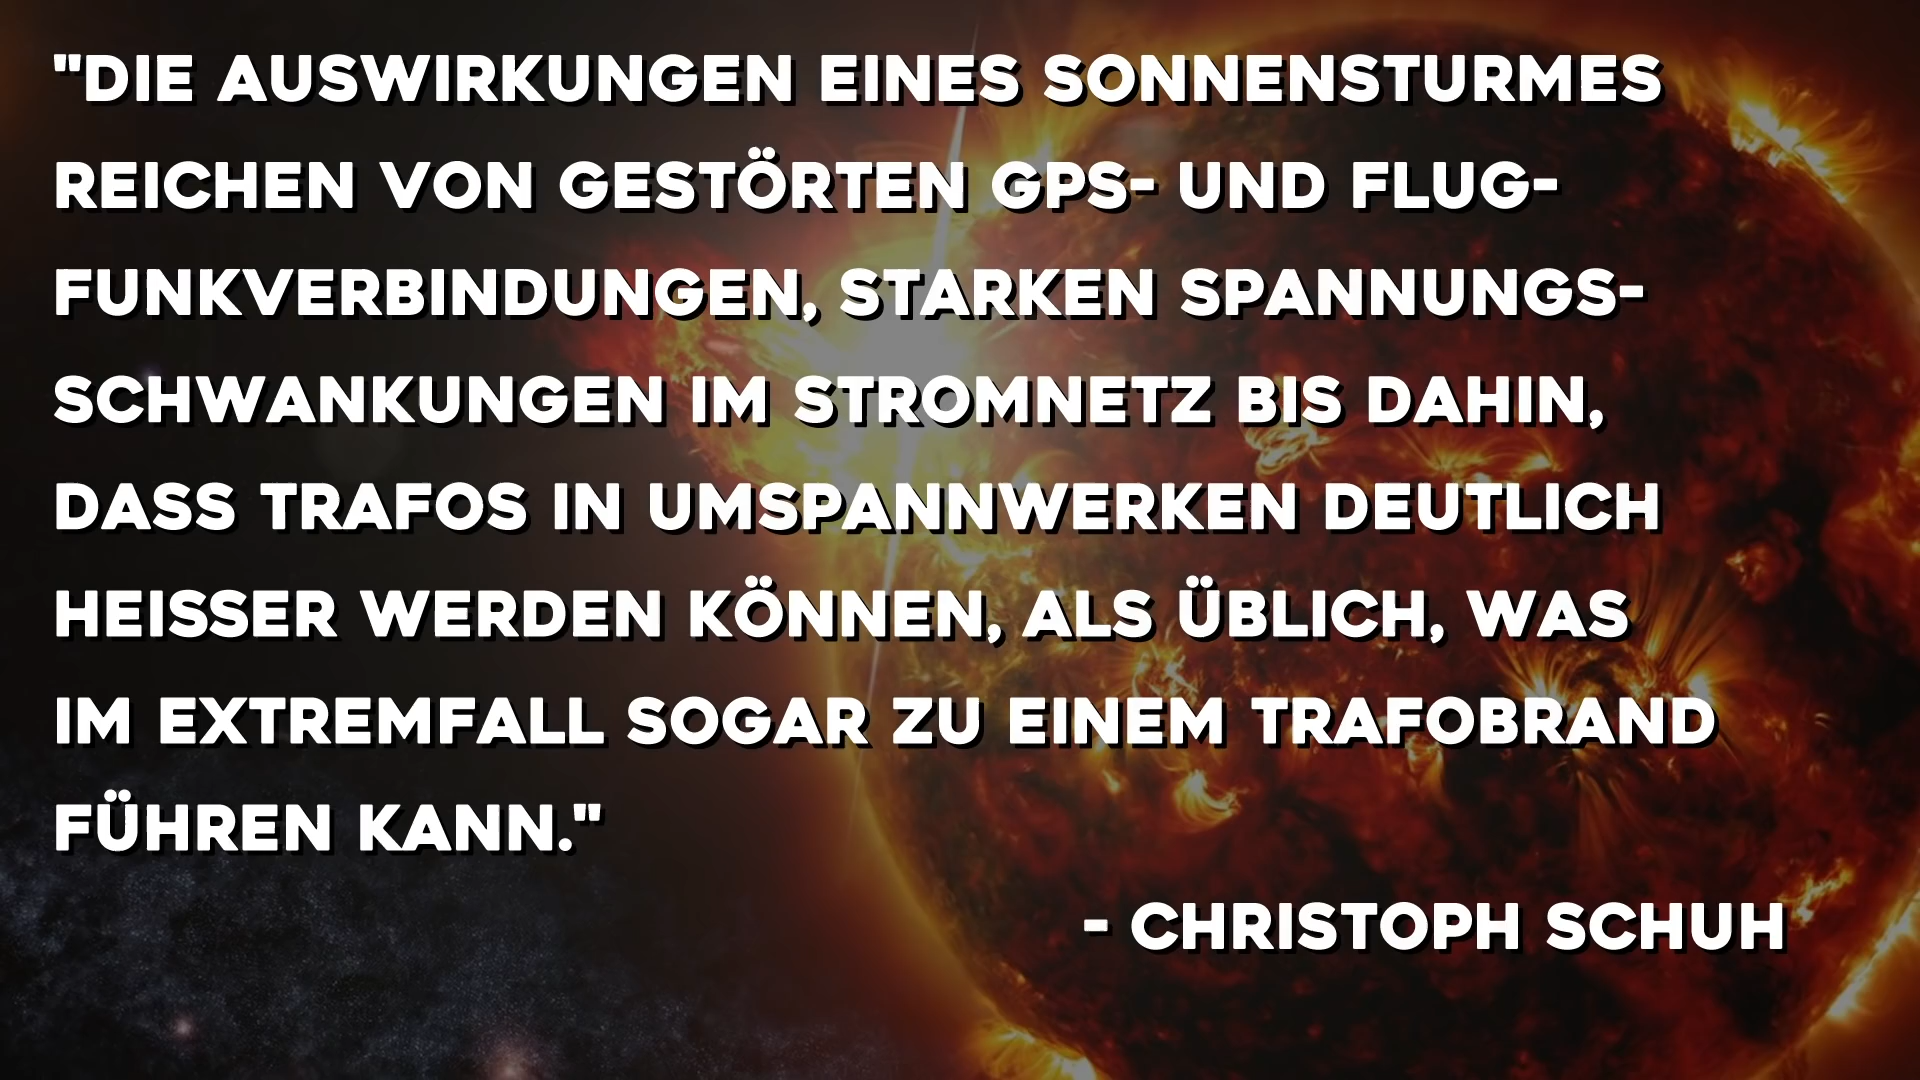 "DIE AUSWIRKUNGEN EINES SONNENSTURMES
REICHEN VON GESTÖRTEN GPS- UND FLUG-
FUNKVERBINDUNGEN, STARKEN SPANNUNGS-
SCHWANKUNGEN IM STROMNETZ BIS DAHIN,
DASS TRAFOS IN UMSPANNWERKEN DEUTLICH
HEISSER WERDEN KÖNNEN, ALS ÜBLICH, WAS
IM EXTREMFALL SOGAR ZU EINEM TRAFOBRAND
FÜHREN KANN."
- CHRISTOPH SCHUH